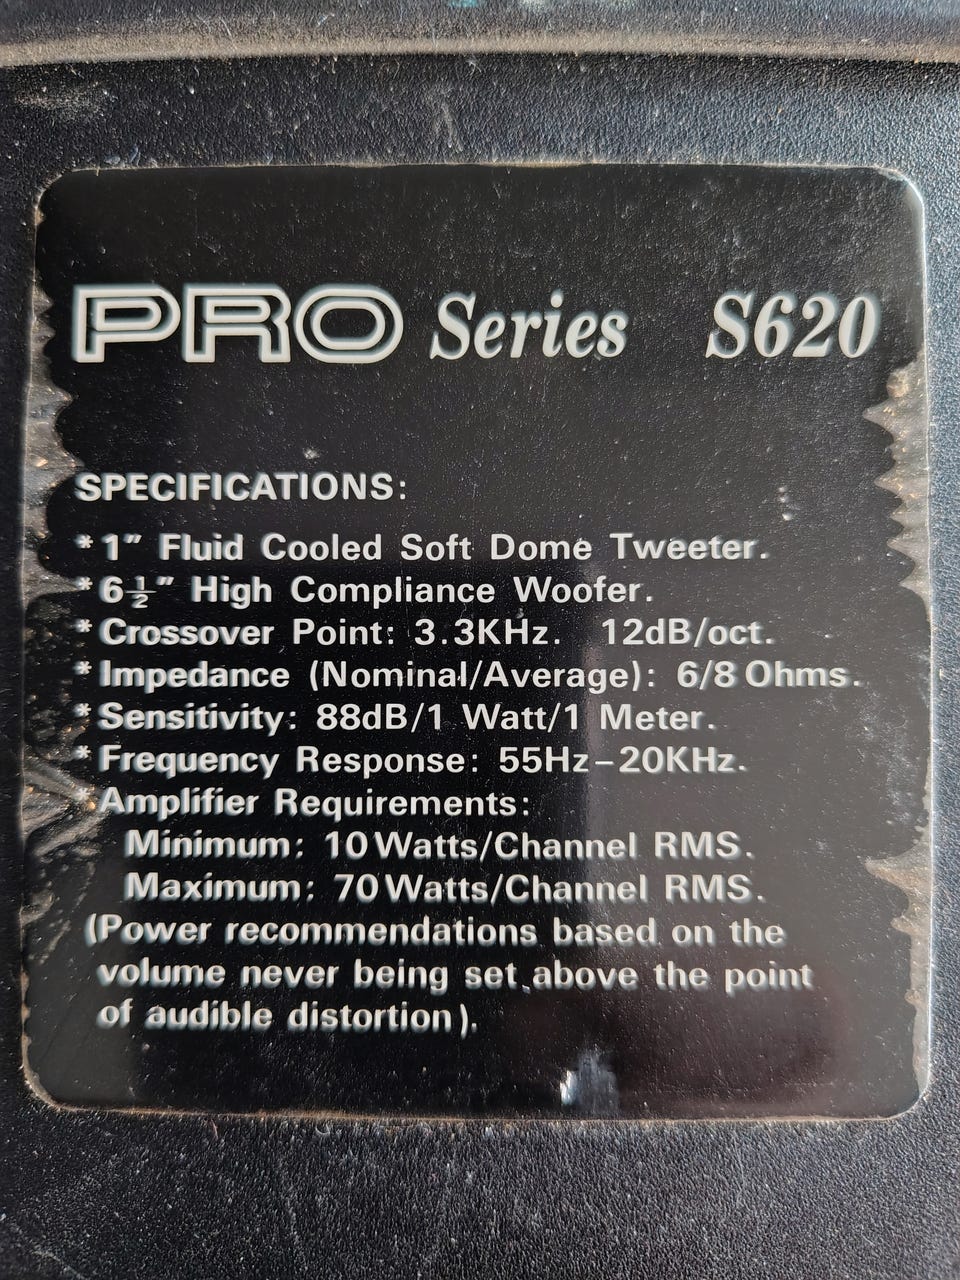 PRO Series S620
SPECIFICATIONS:
*1" Fluid Cooled Soft Dome Tweeter.
*6½" High Compliance Woofer.
*Crossover Point: 3.3KHz. 12dB/oct.
*Impedance (Nominal/Average): 6/8 Ohms.
*Sensitivity: 88dB/1 Watt/1 Meter.
*Frequency Response: 55Hz–20KHz.
*Amplifier Requirements:
Minimum: 10 Watts/Channel RMS.
Maximum: 70 Watts/Channel RMS.
(Power recommendations based on the
volume never being set above the point
of audible distortion).